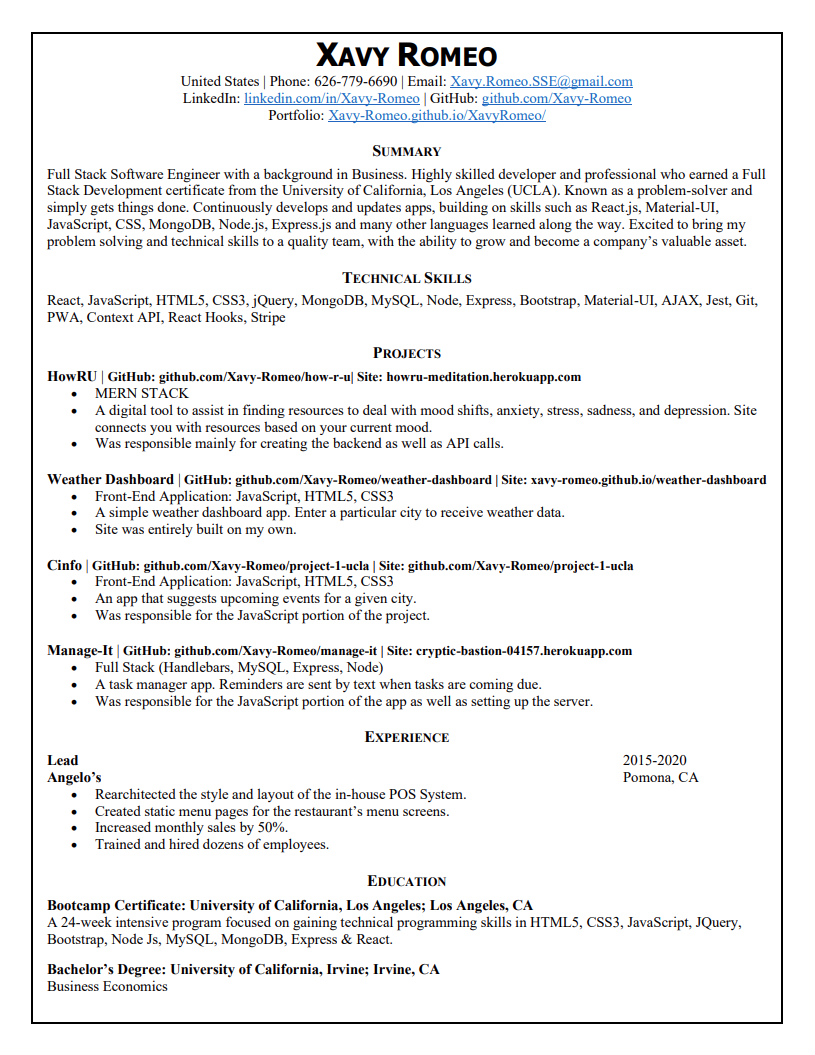 XAVY ROMEO
United States | Phone: 626-779-6690 | Email: Xavy.Romeo.SSE@gmail.com
LinkedIn: linkedin.com/in/Xavy-Romeo | GitHub: github.com/Xavy-Romeo
Portfolio: Xavy-Romeo.github.io/XavyRomeo/
SUMMARY
Full Stack Software Engineer with a background in Business. Highly skilled developer and professional who earned a Full
Stack Development certificate from the University of California, Los Angeles (UCLA). Known as a problem-solver and
simply gets things done. Continuously develops and updates apps, building on skills such as React.js, Material-UI,
JavaScript, CSS, MongoDB, Node.js, Express.js and many other languages learned along the way. Excited to bring my
problem solving and technical skills to a quality team, with the ability to grow and become a company’s valuable asset.
TECHNICAL SKILLS
React, JavaScript, HTML5, CSS3, jQuery, MongoDB, MySQL, Node, Express, Bootstrap, Material-UI, AJAX, Jest, Git,
PWA, Context API, React Hooks, Stripe
PROJECTS
HowRU | GitHub: github.com/Xavy-Romeo/how-r-u| Site: howru-meditation.herokuapp.com
• MERN STACK
• A digital tool to assist in finding resources to deal with mood shifts, anxiety, stress, sadness, and depression. Site
connects you with resources based on your current mood.
• Was responsible mainly for creating the backend as well as API calls.
Weather Dashboard | GitHub: github.com/Xavy-Romeo/weather-dashboard | Site: xavy-romeo.github.io/weather-dashboard
• Front-End Application: JavaScript, HTML5, CSS3
• A simple weather dashboard app. Enter a particular city to receive weather data.
• Site was entirely built on my own.
Cinfo | GitHub: github.com/Xavy-Romeo/project-1-ucla | Site: github.com/Xavy-Romeo/project-1-ucla
• Front-End Application: JavaScript, HTML5, CSS3
• An app that suggests upcoming events for a given city.
• Was responsible for the JavaScript portion of the project.
Manage-It | GitHub: github.com/Xavy-Romeo/manage-it | Site: cryptic-bastion-04157.herokuapp.com
• Full Stack (Handlebars, MySQL, Express, Node)
• A task manager app. Reminders are sent by text when tasks are coming due.
• Was responsible for the JavaScript portion of the app as well as setting up the server.
EXPERIENCE
Lead 2015-2020
Angelo’s Pomona, CA
• Rearchitected the style and layout of the in-house POS System.
• Created static menu pages for the restaurant’s menu screens.
• Increased monthly sales by 50%.
• Trained and hired dozens of employees.
EDUCATION
Bootcamp Certificate: University of California, Los Angeles; Los Angeles, CA
A 24-week intensive program focused on gaining technical programming skills in HTML5, CSS3, JavaScript, JQuery,
Bootstrap, Node Js, MySQL, MongoDB, Express & React.
Bachelor’s Degree: University of California, Irvine; Irvine, CA
Business Economics